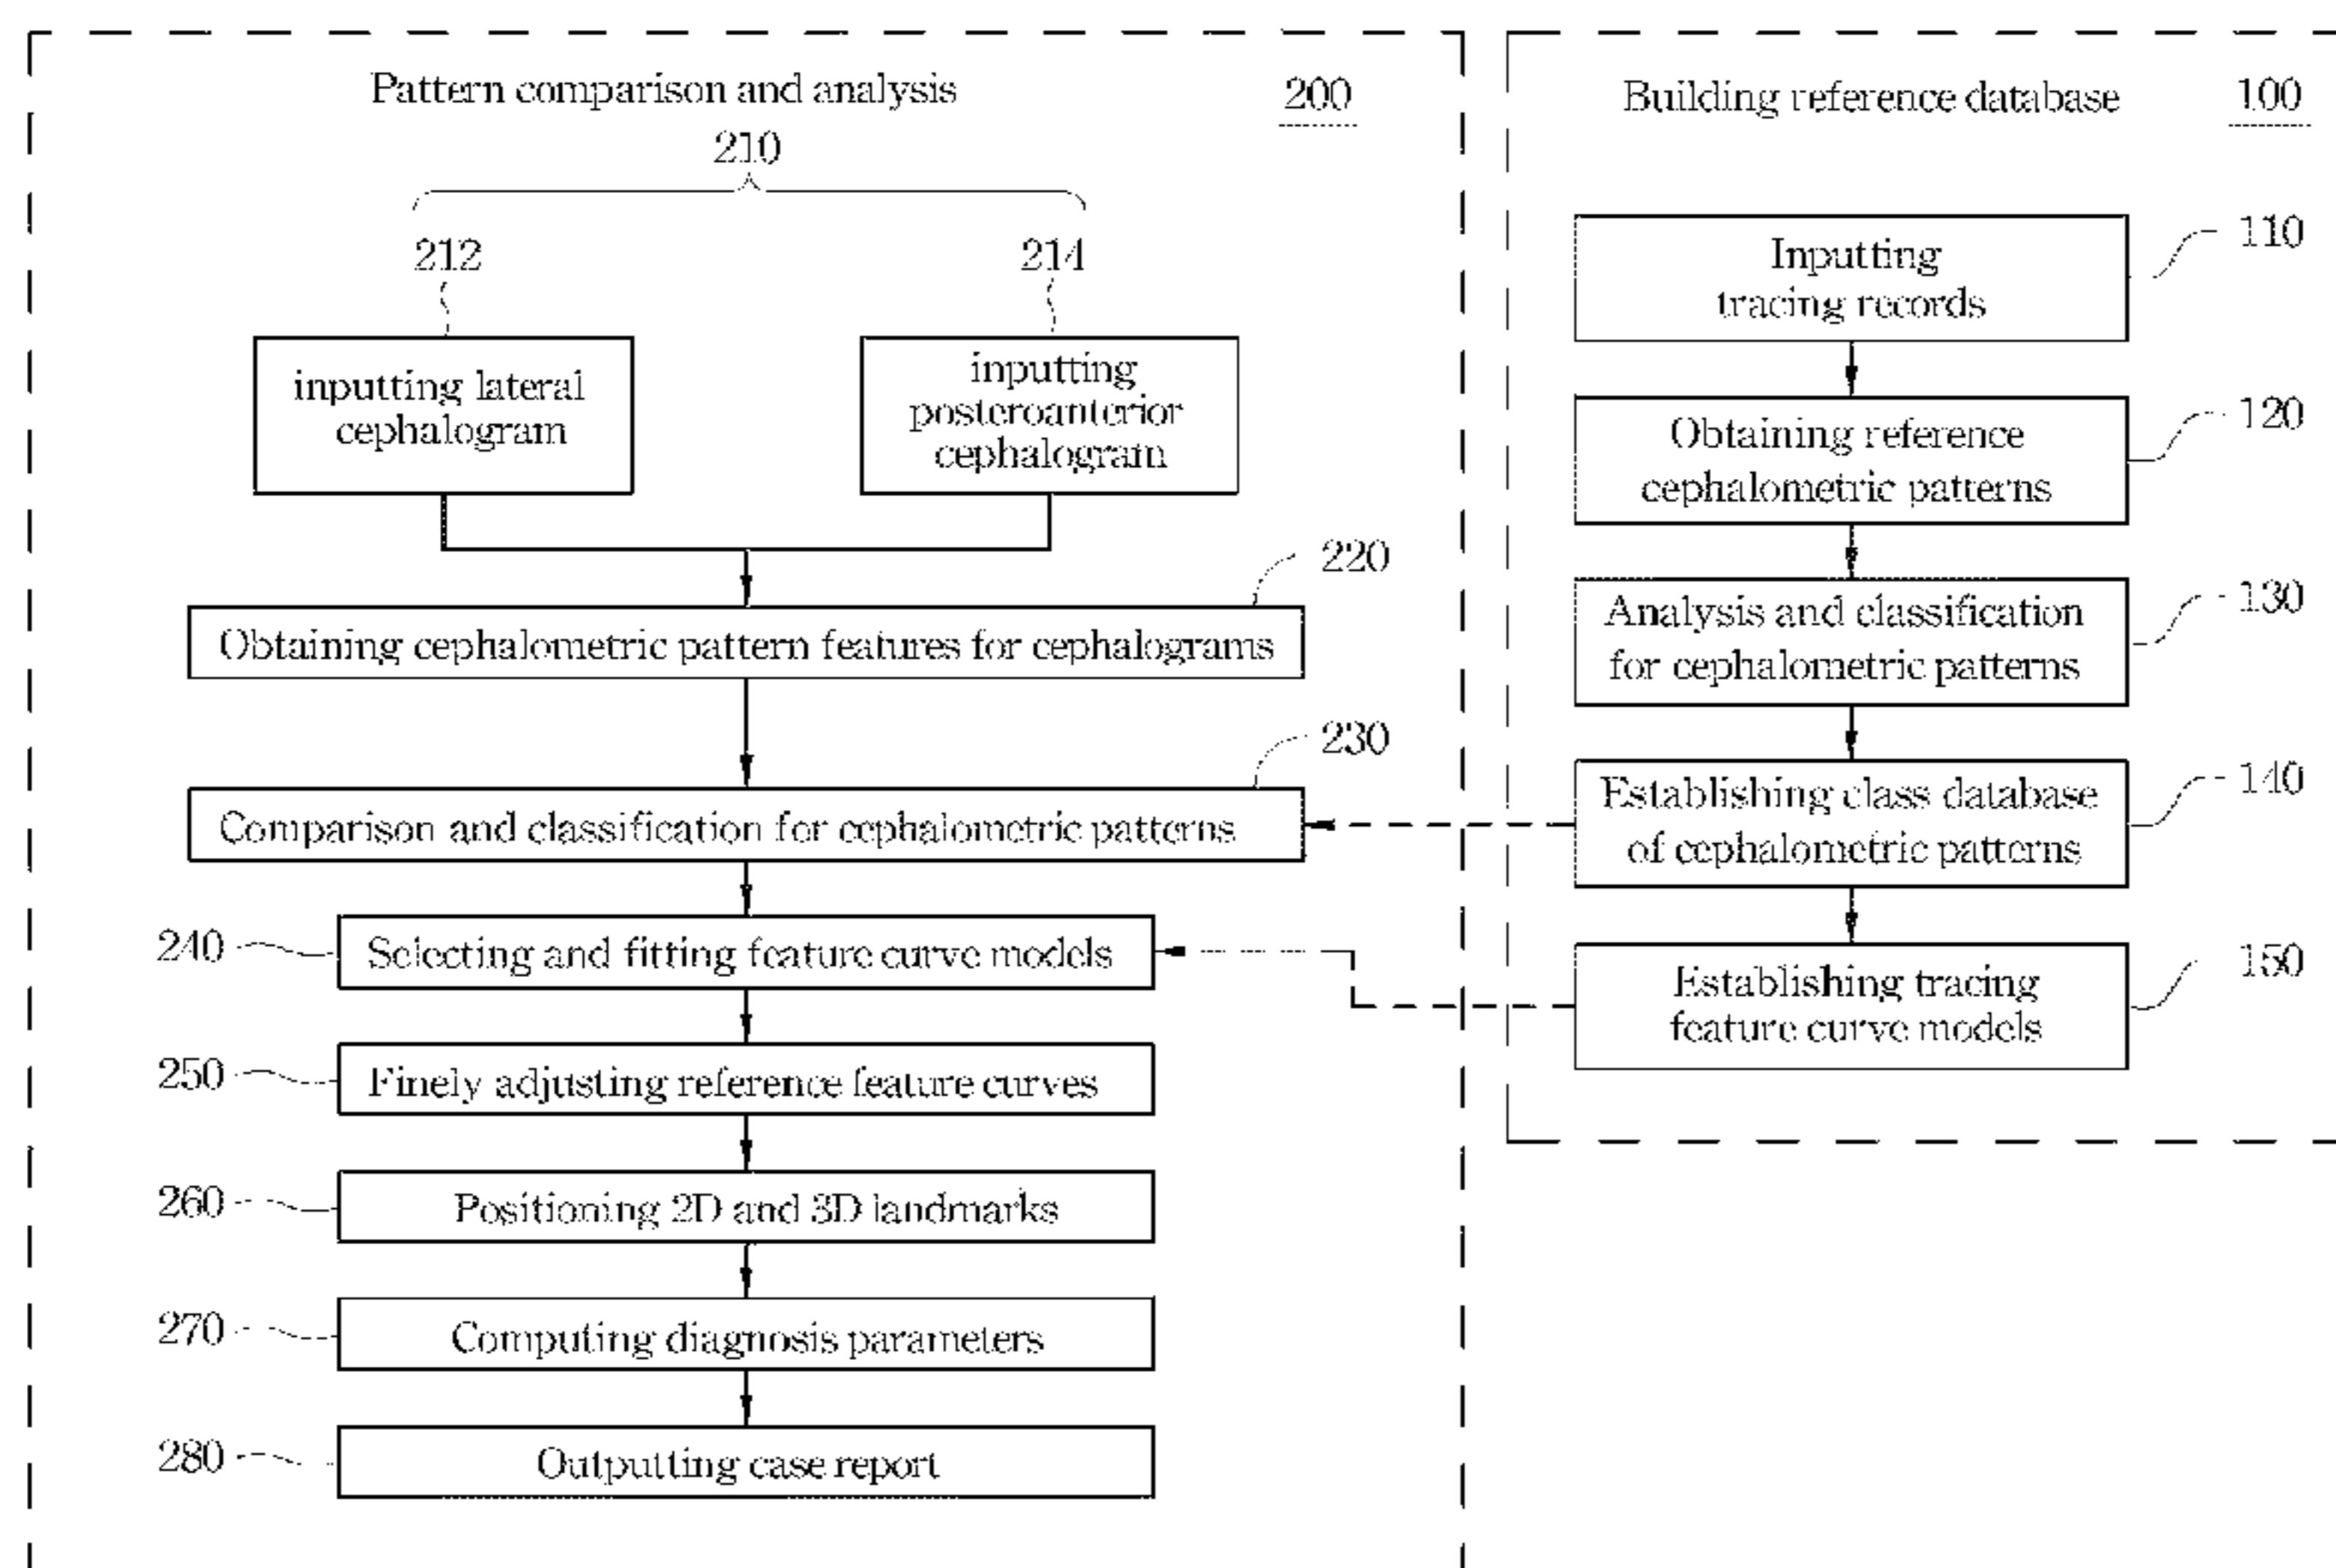 Pattern comparison and analysis
200
210
212
214
inputting lateral
cephalogram
inputting
posteroanterior
cephalogram
220
Obtaining cephalometric pattern features for cephalograms
230
Comparison and classification for cephalometric patterns
240
Selecting and fitting feature curve models
250
Finely adjusting reference feature curves
260
Positioning 2D and 3D landmarks
270
Computing diagnosis parameters
280
Outputting case report
Building reference database
100
Inputting
tracing records
110
Obtaining reference
cephalometric patterns
120
Analysis and classification
for cephalometric patterns
130
Establishing class database
of cephalometric patterns
140
Establishing tracing
feature curve models
150